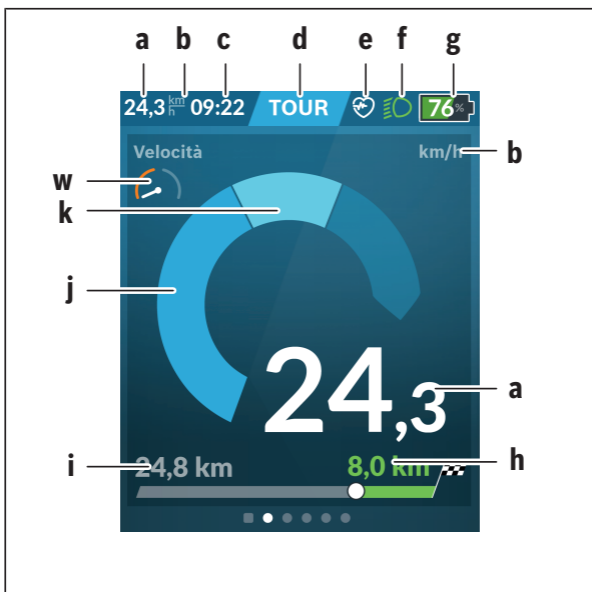 a b c d e f g
24,3 km/h 09:22 TOUR 76%
Velocità km/h b
w
k
j
24,3 a
i 24,8 km 8,0 km h